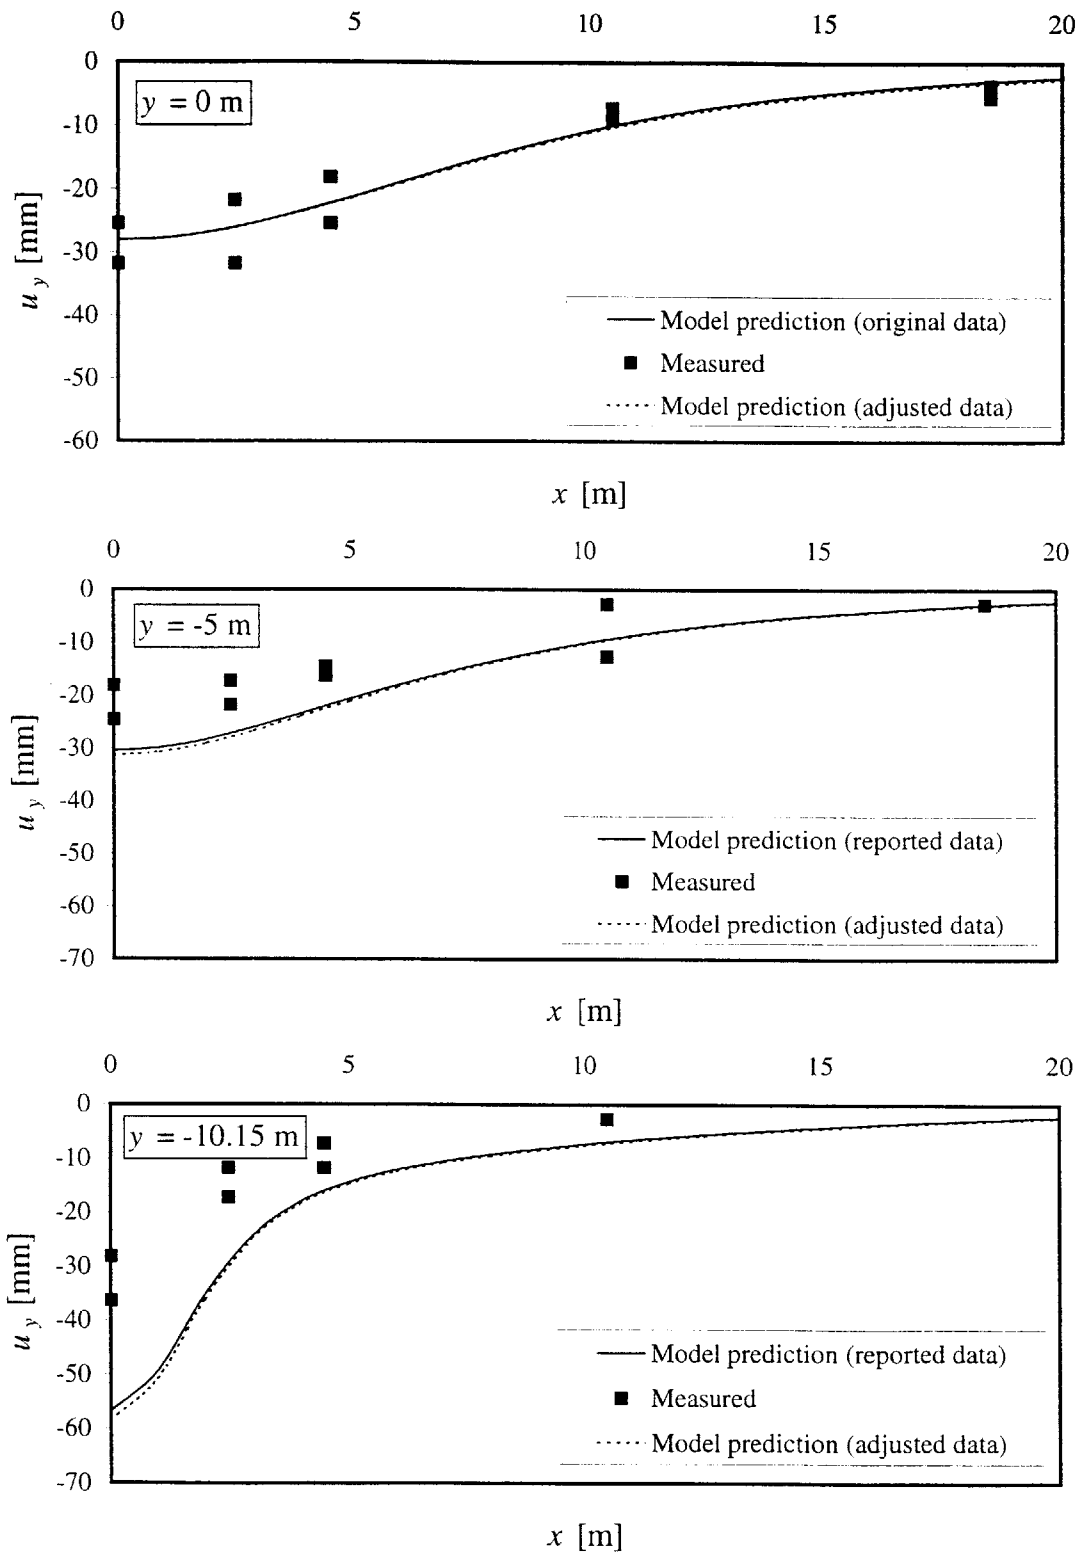 0 5 10 15 20
0
y = 0 m
-10
-20
-30
-40
-50
-60
u y [mm]
Model prediction (original data)
Measured
Model prediction (adjusted data)
x [m]
0 5 10 15 20
0
y = -5 m
-10
-20
-30
-40
-50
-60
-70
u y [mm]
Model prediction (reported data)
Measured
Model prediction (adjusted data)
x [m]
0 5 10 15 20
0
y = -10.15 m
-10
-20
-30
-40
-50
-60
-70
u y [mm]
Model prediction (reported data)
Measured
Model prediction (adjusted data)
x [m]